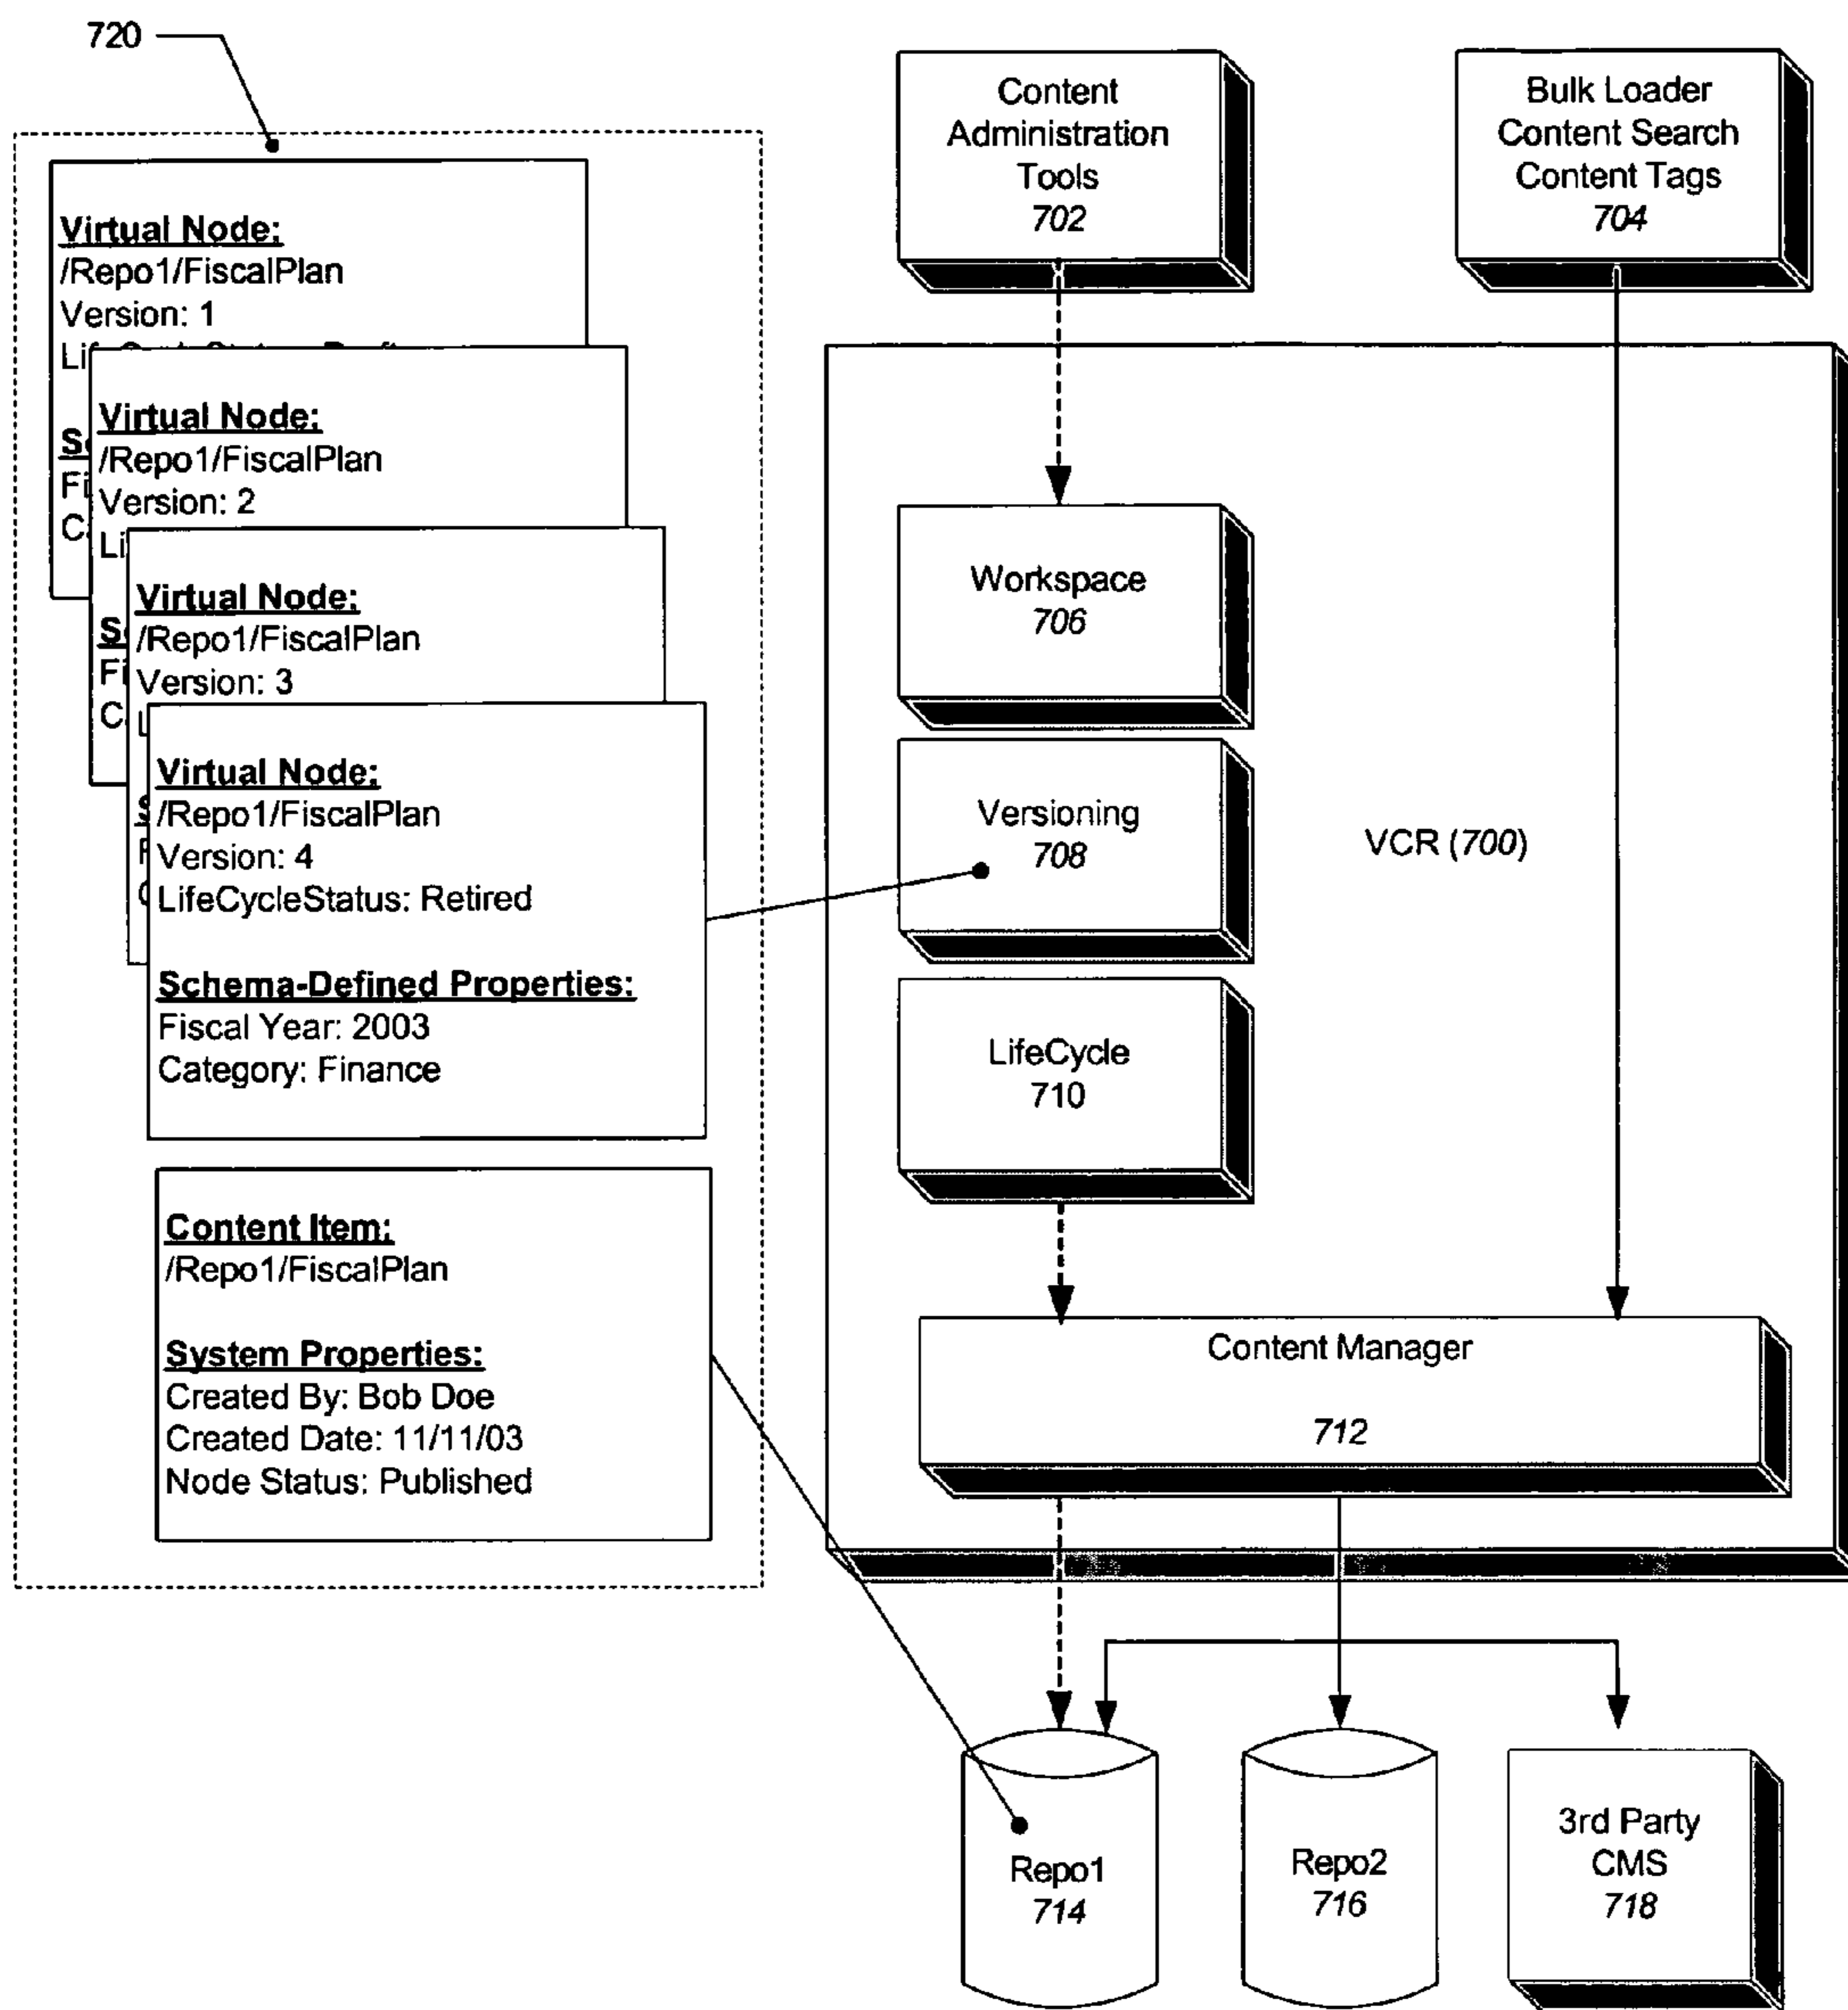 720
Virtual Node:
/Repo1/FiscalPlan
Version: 1
Virtual Node:
/Repo1/FiscalPlan
Version: 2
Virtual Node:
/Repo1/FiscalPlan
Version: 3
Virtual Node:
/Repo1/FiscalPlan
Version: 4
LifeCycleStatus: Retired
Schema-Defined Properties:
Fiscal Year: 2003
Category: Finance
Content Item:
/Repo1/FiscalPlan
System Properties:
Created By: Bob Doe
Created Date: 11/11/03
Node Status: Published
Content
Administration
Tools
702
Bulk Loader
Content Search
Content Tags
704
Workspace
706
Versioning
708
VCR (700)
LifeCycle
710
Content Manager
712
Repo1
714
Repo2
716
3rd Party
CMS
718